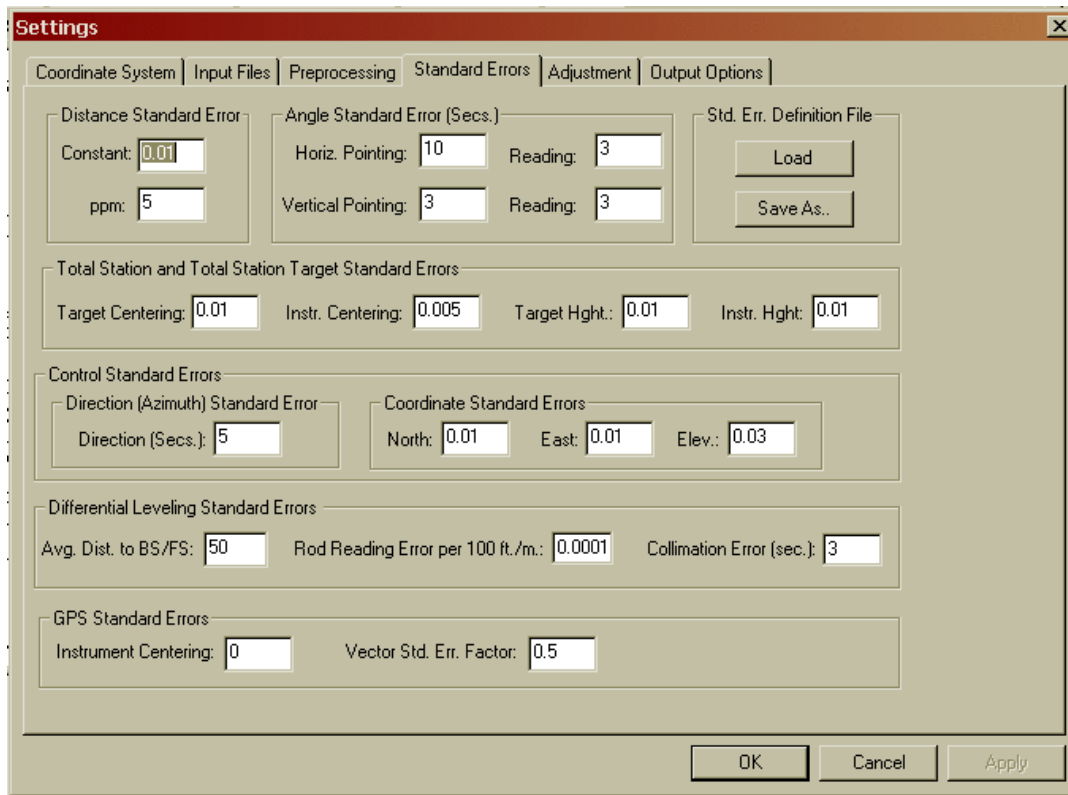 Settings
Coordinate System Input Files Preprocessing Standard Errors Adjustment Output Options
Distance Standard Error
Constant: 0.01
ppm: 5
Angle Standard Error (Secs.)
Horiz. Pointing: 10 Reading: 3
Vertical Pointing: 3 Reading: 3
Std. Err. Definition File
Load
Save As..
Total Station and Total Station Target Standard Errors
Target Centering: 0.01 Instr. Centering: 0.005 Target Hght.: 0.01 Instr. Hght: 0.01
Control Standard Errors
Direction (Azimuth) Standard Error
Direction (Secs.): 5
Coordinate Standard Errors
North: 0.01 East: 0.01 Elev.: 0.03
Differential Leveling Standard Errors
Avg. Dist. to BS/FS: 50 Rod Reading Error per 100 ft./m.: 0.0001 Collimation Error (sec.): 3
GPS Standard Errors
Instrument Centering: 0 Vector Std. Err. Factor: 0.5
OK Cancel Apply